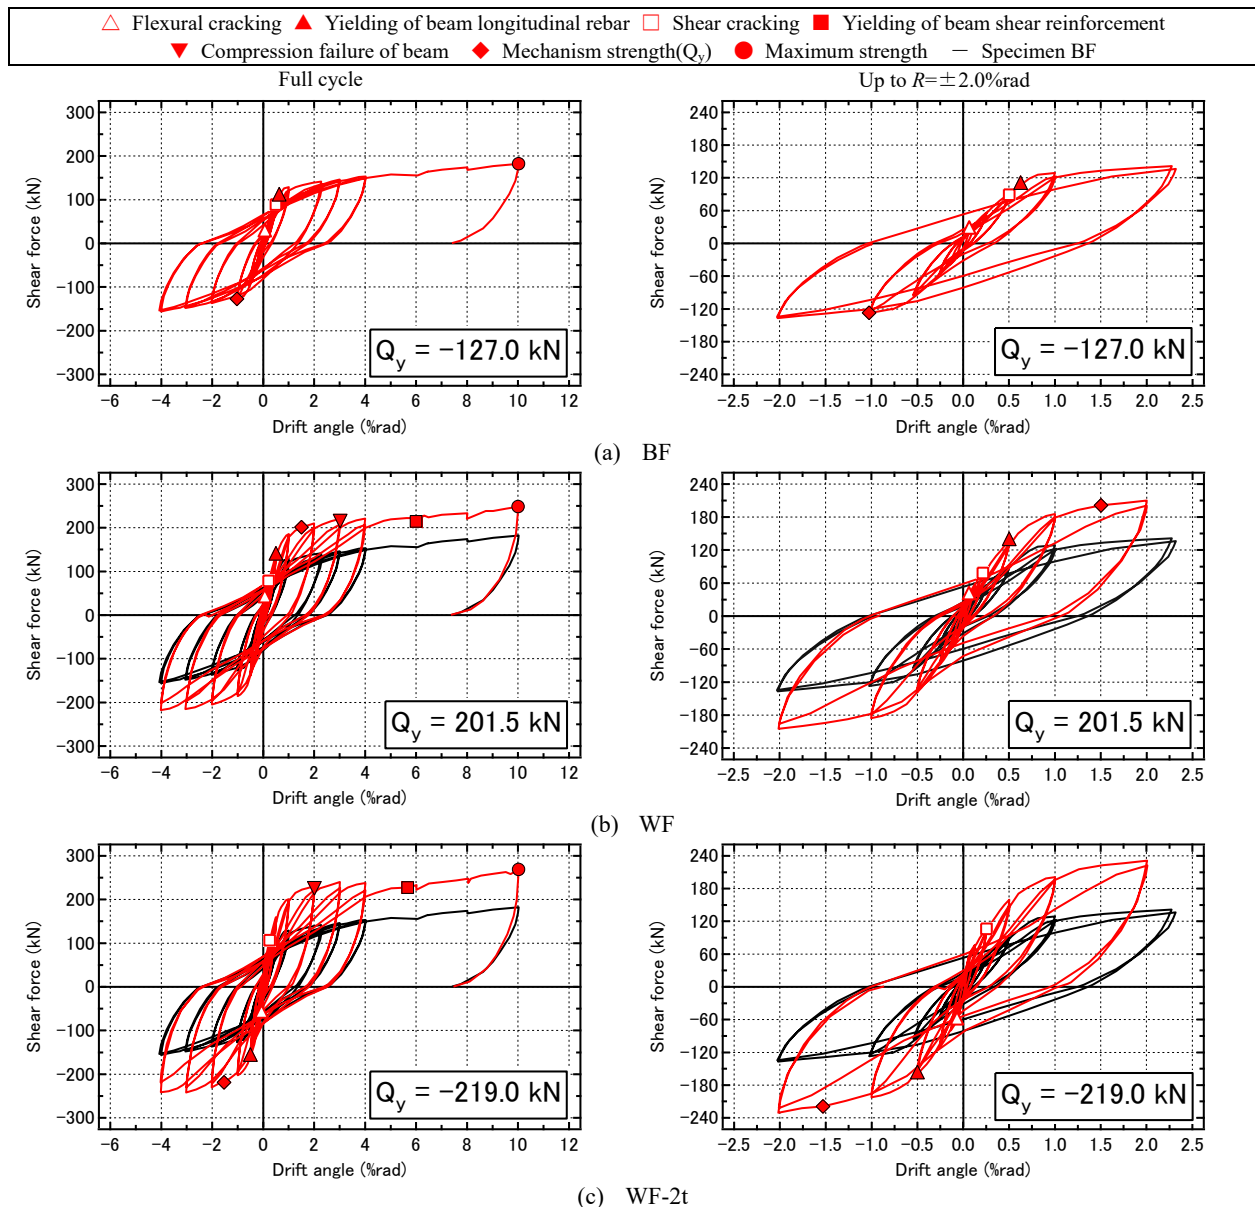 Flexural cracking Yielding of beam longitudinal rebar Shear cracking Yielding of beam shear reinforcement
Compression failure of beam Mechanism strength(Qy) Maximum strength — Specimen BF
Full cycle
Up to R=±2.0%rad
300
200
100
0
−100
−200
−300
Shear force (kN)
Qy = −127.0 kN
−6 −4 −2 0 2 4 6 8 10 12
Drift angle (%rad)
240
180
120
60
0
−60
−120
−180
−240
Shear force (kN)
Qy = −127.0 kN
−2.5 −2.0 −1.5 −1.0 −0.5 0.0 0.5 1.0 1.5 2.0 2.5
Drift angle (%rad)
(a) BF
300
200
100
0
−100
−200
−300
Shear force (kN)
Qy = 201.5 kN
−6 −4 −2 0 2 4 6 8 10 12
Drift angle (%rad)
240
180
120
60
0
−60
−120
−180
−240
Shear force (kN)
Qy = 201.5 kN
−2.5 −2.0 −1.5 −1.0 −0.5 0.0 0.5 1.0 1.5 2.0 2.5
Drift angle (%rad)
(b) WF
300
200
100
0
−100
−200
−300
Shear force (kN)
Qy = −219.0 kN
−6 −4 −2 0 2 4 6 8 10 12
Drift angle (%rad)
240
180
120
60
0
−60
−120
−180
−240
Shear force (kN)
Qy = −219.0 kN
−2.5 −2.0 −1.5 −1.0 −0.5 0.0 0.5 1.0 1.5 2.0 2.5
Drift angle (%rad)
(c) WF-2t